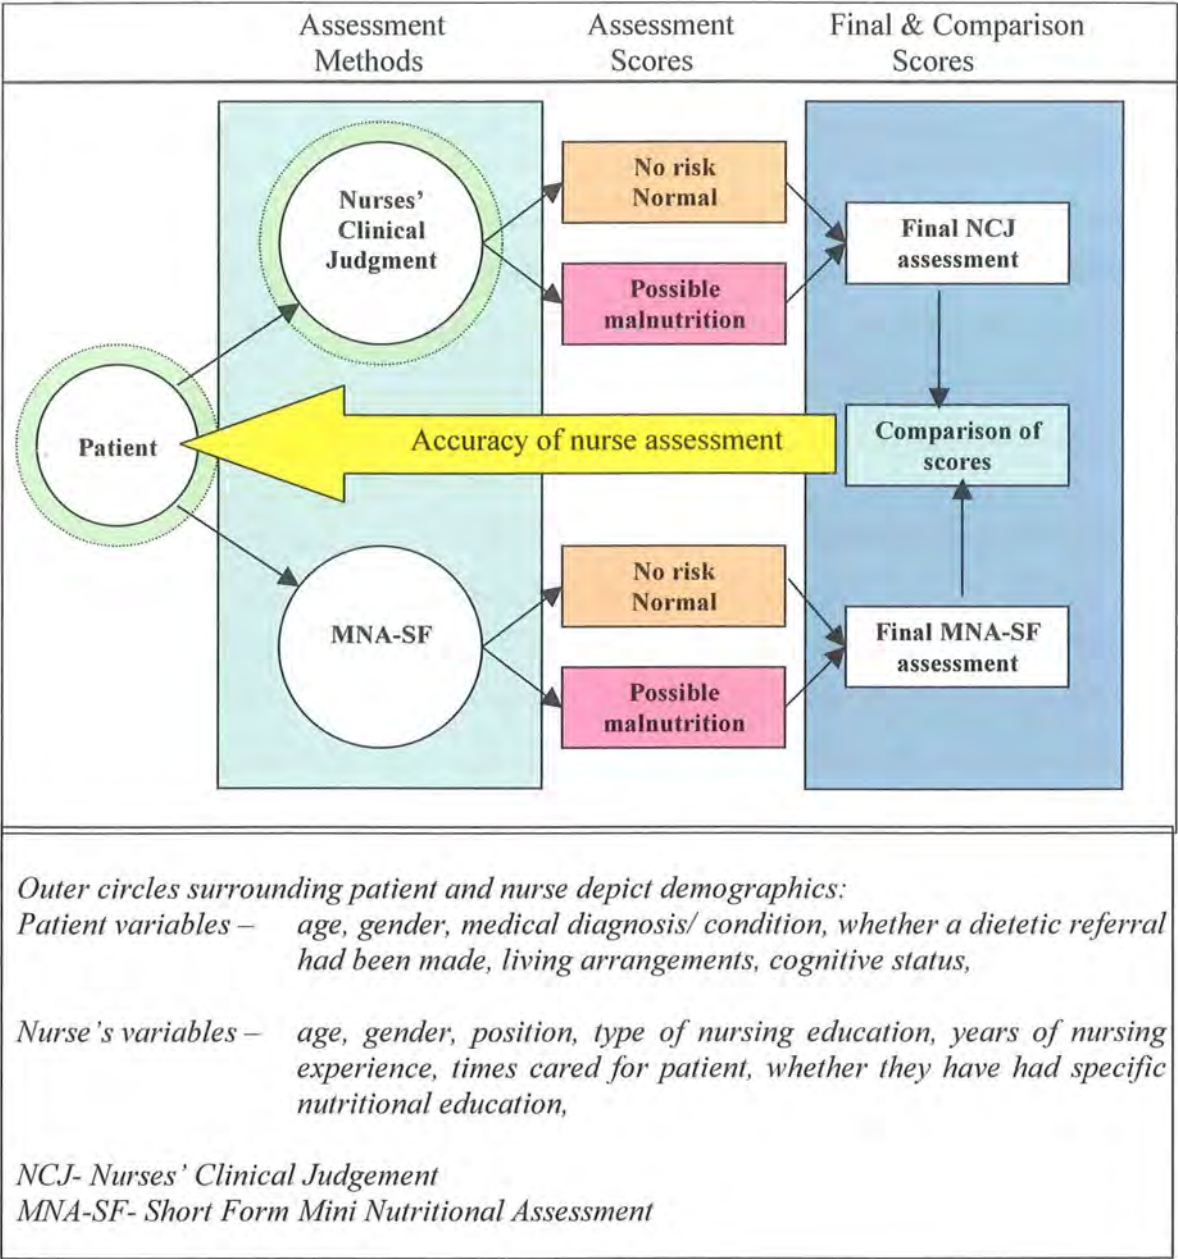 Assessment Methods
Assessment Scores
Final & Comparison Scores
Nurses’
Clinical
Judgment
No risk
Normal
Possible
malnutrition
Final NCJ
assessment
Patient
Accuracy of nurse assessment
Comparison of
scores
MNA-SF
No risk
Normal
Possible
malnutrition
Final MNA-SF
assessment
Outer circles surrounding patient and nurse depict demographics:
Patient variables – age, gender, medical diagnosis/ condition, whether a dietetic referral
had been made, living arrangements, cognitive status,
Nurse’s variables – age, gender, position, type of nursing education, years of nursing
experience, times cared for patient, whether they have had specific
nutritional education,
NCJ- Nurses’ Clinical Judgement
MNA-SF- Short Form Mini Nutritional Assessment